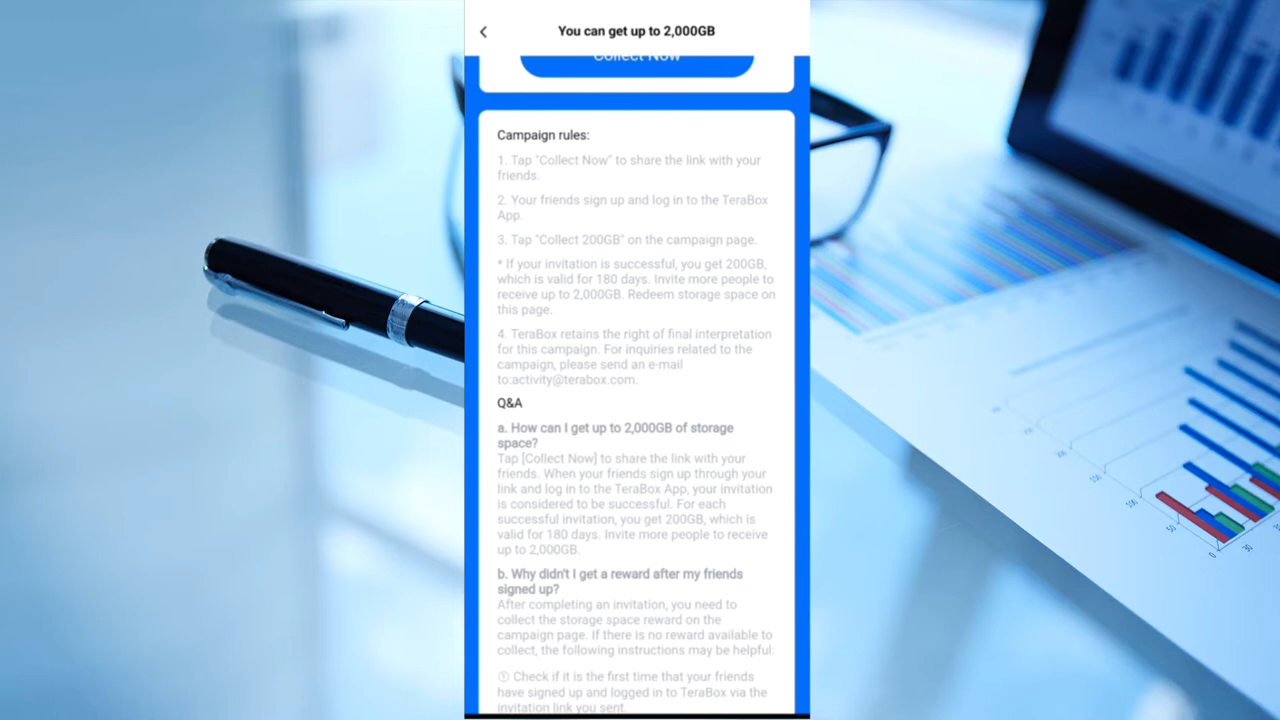 You can get up to 2,000GB
Collect Now
Campaign rules:
1. Tap "Collect Now" to share the link with your
friends.
2. Your friends sign up and log in to the TeraBox
App.
3. Tap "Collect 200GB" on the campaign page.
* If your invitation is successful, you get 200GB,
which is valid for 180 days. Invite more people to
receive up to 2,000GB. Redeem storage space on
this page.
4. TeraBox retains the right of final interpretation
for this campaign. For inquiries related to the
campaign, please send an e-mail
to:activity@terabox.com.
Q&A
a. How can I get up to 2,000GB of storage
space?
Tap [Collect Now] to share the link with your
friends. When your friends sign up through your
link and log in to the TeraBox App, your invitation
is considered to be successful. For each
successful invitation, you get 200GB, which is
valid for 180 days. Invite more people to receive
up to 2,000GB.
b. Why didn't I get a reward after my friends
signed up?
After completing an invitation, you need to
collect the storage space reward on the
campaign page. If there is no reward available to
collect, the following instructions may be helpful:
① Check if it is the first time that your friends
have signed up and logged in to TeraBox via the
invitation link you sent.